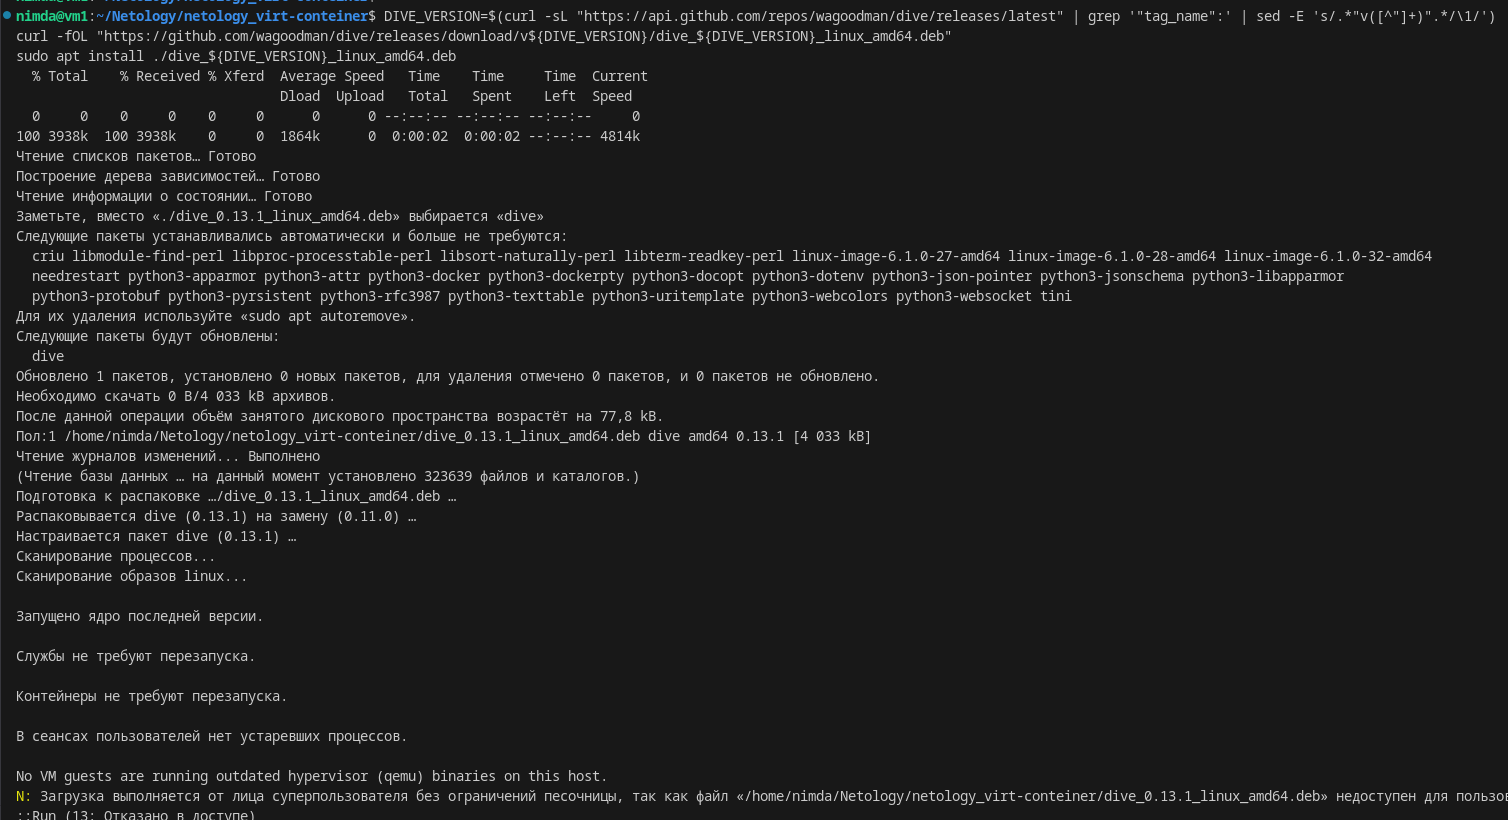 nimda@vm1:~/Netology/netology_virt-conteiner$ DIVE_VERSION=$(curl -sL "https://api.github.com/repos/wagoodman/dive/releases/latest" | grep '"tag_name":' | sed -E 's/.*"v([^"]+)".*/\1/')
curl -fOL "https://github.com/wagoodman/dive/releases/download/v${DIVE_VERSION}/dive_${DIVE_VERSION}_linux_amd64.deb"
sudo apt install ./dive_${DIVE_VERSION}_linux_amd64.deb
  % Total    % Received % Xferd  Average Speed   Time    Time     Time  Current
                                 Dload  Upload   Total   Spent    Left  Speed
  0     0    0     0    0     0      0      0 --:--:-- --:--:-- --:--:--     0
100 3938k  100 3938k    0     0  1864k      0  0:00:02  0:00:02 --:--:-- 4814k
Чтение списков пакетов… Готово
Построение дерева зависимостей… Готово
Чтение информации о состоянии… Готово
Заметьте, вместо «./dive_0.13.1_linux_amd64.deb» выбирается «dive»
Следующие пакеты устанавливались автоматически и больше не требуются:
  criu libmodule-find-perl libproc-processtable-perl libsort-naturally-perl libterm-readkey-perl linux-image-6.1.0-27-amd64 linux-image-6.1.0-28-amd64 linux-image-6.1.0-32-amd64
  needrestart python3-apparmor python3-attr python3-docker python3-dockerpty python3-docopt python3-dotenv python3-json-pointer python3-jsonschema python3-libapparmor
  python3-protobuf python3-pyrsistent python3-rfc3987 python3-texttable python3-uritemplate python3-webcolors python3-websocket tini
Для их удаления используйте «sudo apt autoremove».
Следующие пакеты будут обновлены:
  dive
Обновлено 1 пакетов, установлено 0 новых пакетов, для удаления отмечено 0 пакетов, и 0 пакетов не обновлено.
Необходимо скачать 0 B/4 033 kB архивов.
После данной операции объём занятого дискового пространства возрастёт на 77,8 kB.
Пол:1 /home/nimda/Netology/netology_virt-conteiner/dive_0.13.1_linux_amd64.deb dive amd64 0.13.1 [4 033 kB]
Чтение журналов изменений... Выполнено
(Чтение базы данных … на данный момент установлено 323639 файлов и каталогов.)
Подготовка к распаковке …/dive_0.13.1_linux_amd64.deb …
Распаковывается dive (0.13.1) на замену (0.11.0) …
Настраивается пакет dive (0.13.1) …
Сканирование процессов...
Сканирование образов linux...
Запущено ядро последней версии.
Службы не требуют перезапуска.
Контейнеры не требуют перезапуска.
В сеансах пользователей нет устаревших процессов.
No VM guests are running outdated hypervisor (qemu) binaries on this host.
N: Загрузка выполняется от лица суперпользователя без ограничений песочницы, так как файл «/home/nimda/Netology/netology_virt-conteiner/dive_0.13.1_linux_amd64.deb» недоступен для
::Run (13: Отказано в доступе)